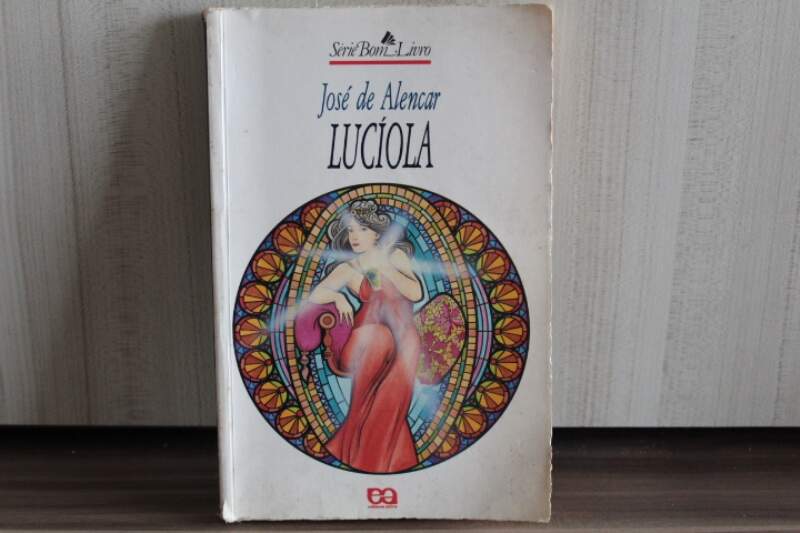 Série Bom Livro
José de Alencar
LUCÍOLA